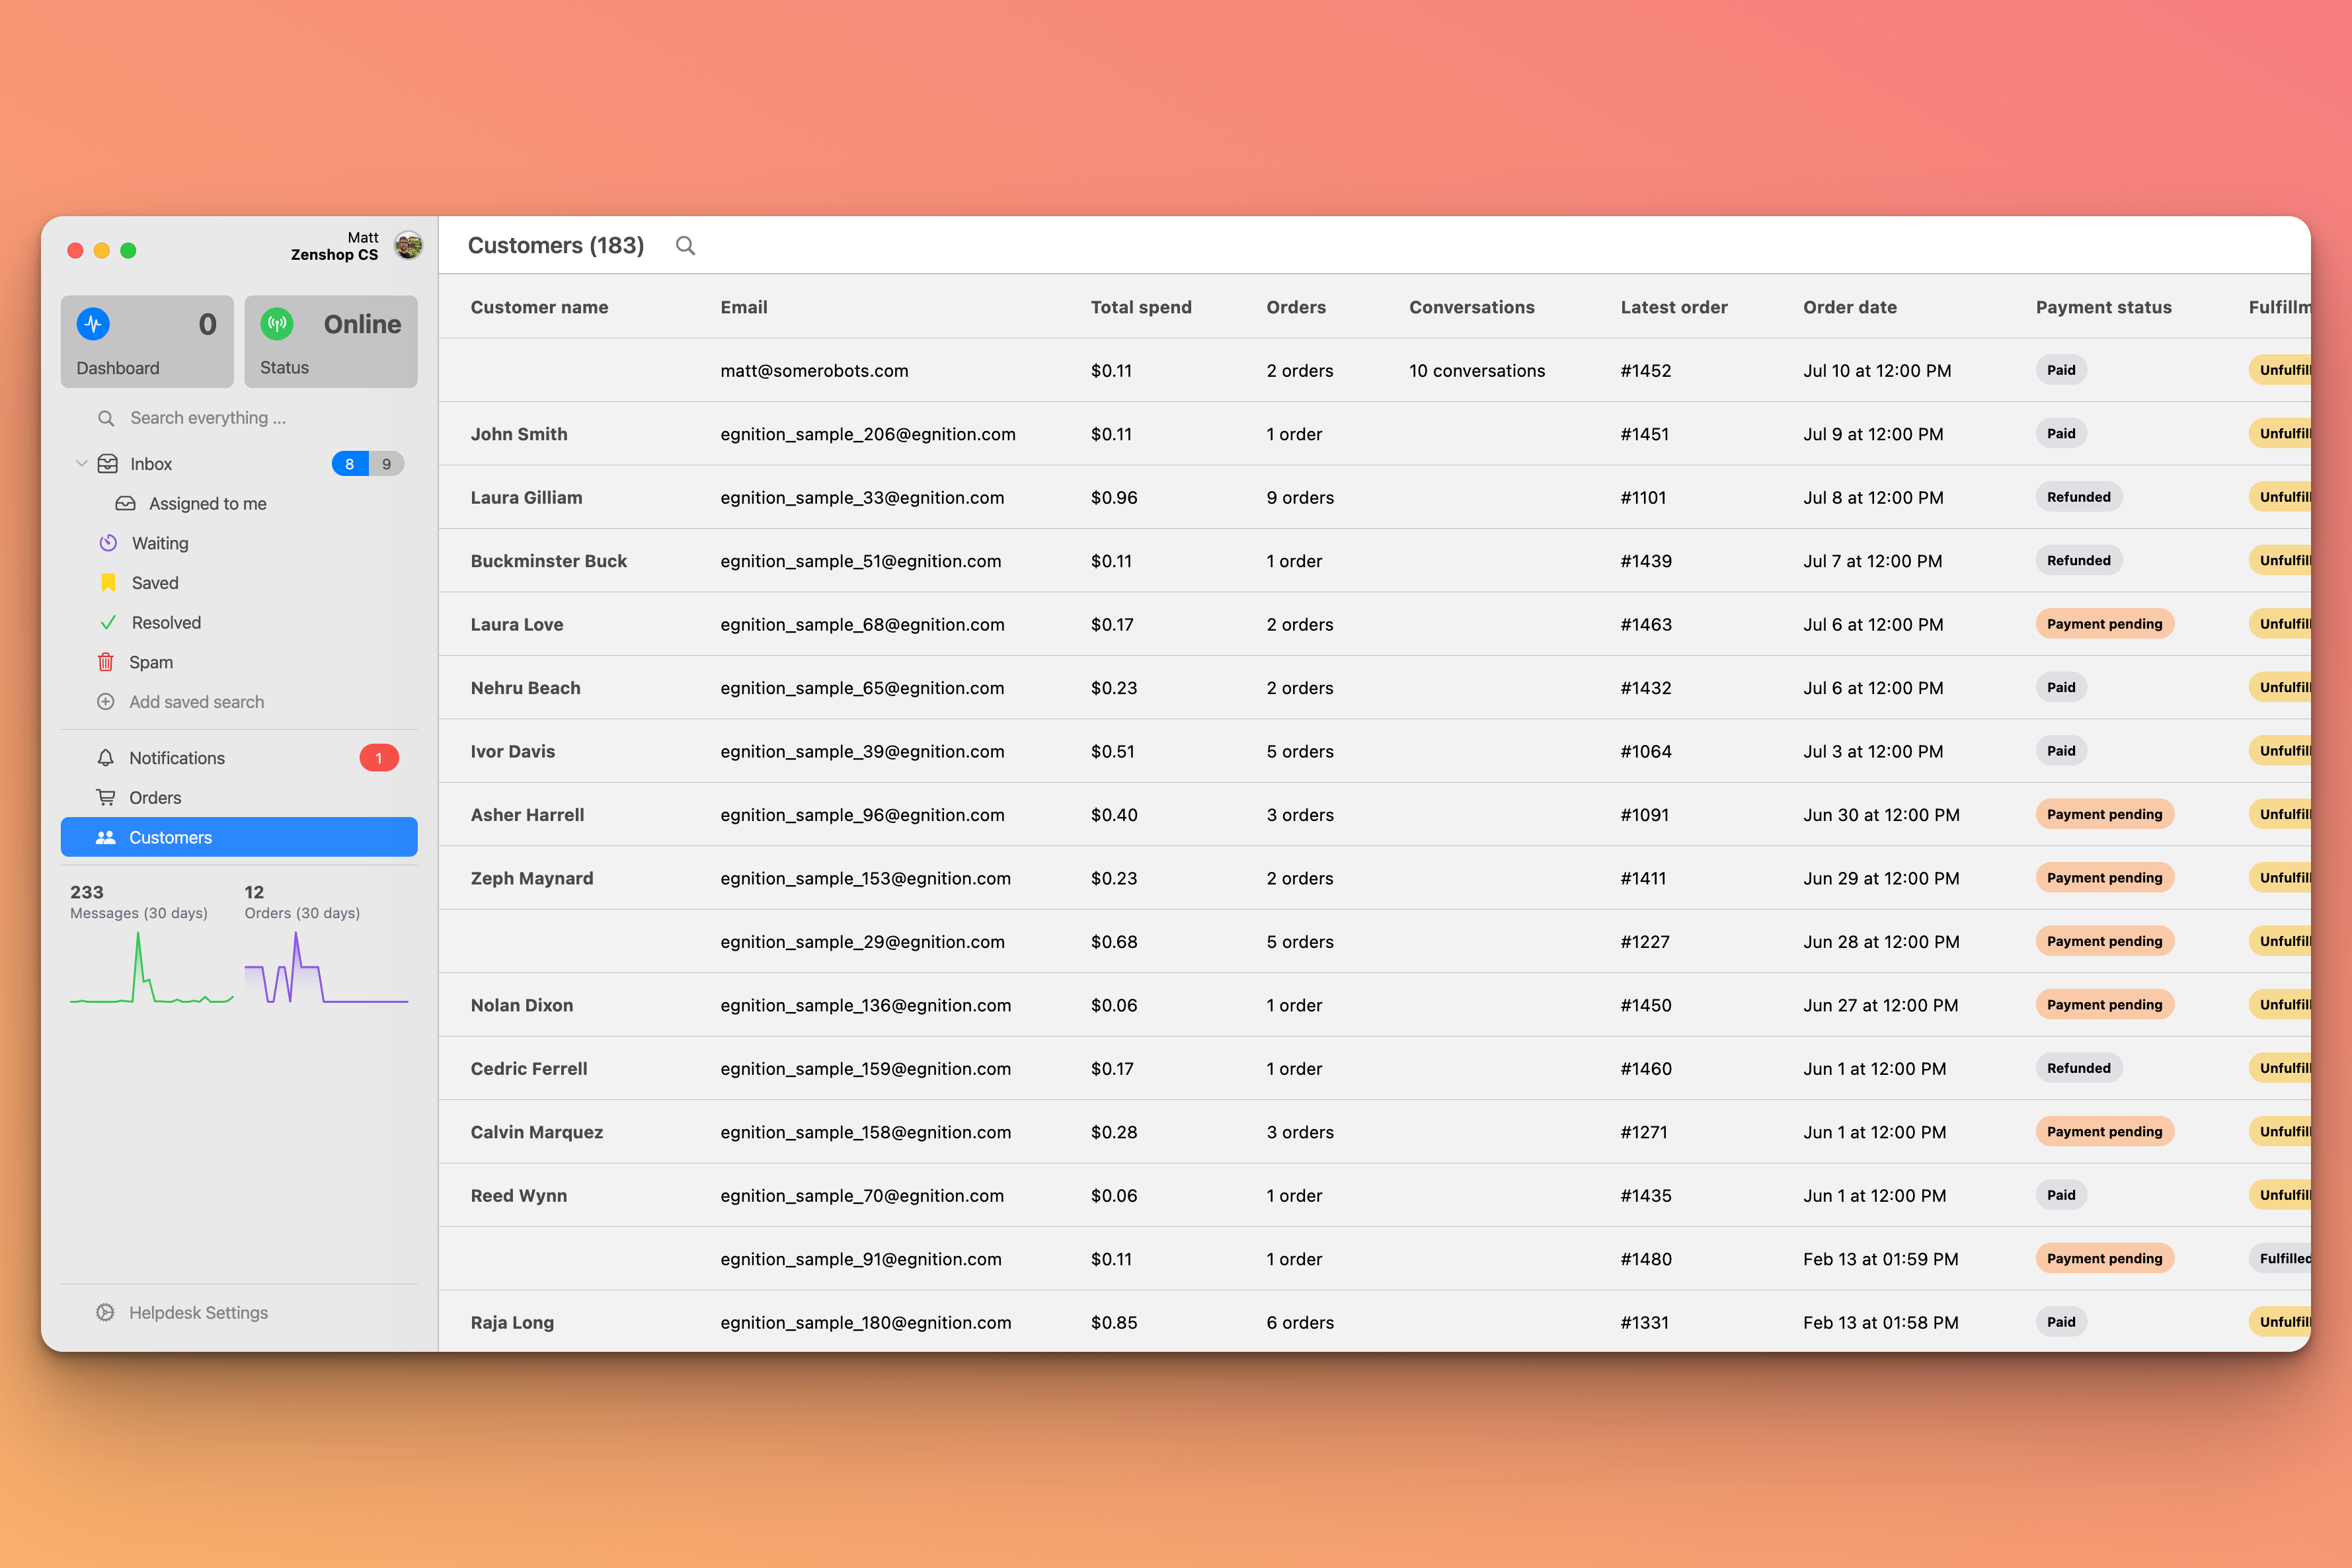 Matt
Zenshop CS
0
Dashboard
Online
Status
Search everything ...
Inbox 8 9
Assigned to me
Waiting
Saved
Resolved
Spam
Add saved search
Notifications 1
Orders
Customers
233
Messages (30 days)
12
Orders (30 days)
Helpdesk Settings
Customers (183)
Customer name Email Total spend Orders Conversations Latest order Order date Payment status Fulfillm
matt@somerobots.com $0.11 2 orders 10 conversations #1452 Jul 10 at 12:00 PM Paid Unfulfill
John Smith egnition_sample_206@egnition.com $0.11 1 order #1451 Jul 9 at 12:00 PM Paid Unfulfill
Laura Gilliam egnition_sample_33@egnition.com $0.96 9 orders #1101 Jul 8 at 12:00 PM Refunded Unfulfill
Buckminster Buck egnition_sample_51@egnition.com $0.11 1 order #1439 Jul 7 at 12:00 PM Refunded Unfulfill
Laura Love egnition_sample_68@egnition.com $0.17 2 orders #1463 Jul 6 at 12:00 PM Payment pending Unfulfill
Nehru Beach egnition_sample_65@egnition.com $0.23 2 orders #1432 Jul 6 at 12:00 PM Paid Unfulfill
Ivor Davis egnition_sample_39@egnition.com $0.51 5 orders #1064 Jul 3 at 12:00 PM Paid Unfulfill
Asher Harrell egnition_sample_96@egnition.com $0.40 3 orders #1091 Jun 30 at 12:00 PM Payment pending Unfulfill
Zeph Maynard egnition_sample_153@egnition.com $0.23 2 orders #1411 Jun 29 at 12:00 PM Payment pending Unfulfill
egnition_sample_29@egnition.com $0.68 5 orders #1227 Jun 28 at 12:00 PM Payment pending Unfulfill
Nolan Dixon egnition_sample_136@egnition.com $0.06 1 order #1450 Jun 27 at 12:00 PM Payment pending Unfulfill
Cedric Ferrell egnition_sample_159@egnition.com $0.17 1 order #1460 Jun 1 at 12:00 PM Refunded Unfulfill
Calvin Marquez egnition_sample_158@egnition.com $0.28 3 orders #1271 Jun 1 at 12:00 PM Payment pending Unfulfill
Reed Wynn egnition_sample_70@egnition.com $0.06 1 order #1435 Jun 1 at 12:00 PM Paid Unfulfill
egnition_sample_91@egnition.com $0.11 1 order #1480 Feb 13 at 01:59 PM Payment pending Fulfilled
Raja Long egnition_sample_180@egnition.com $0.85 6 orders #1331 Feb 13 at 01:58 PM Paid Unfulfill